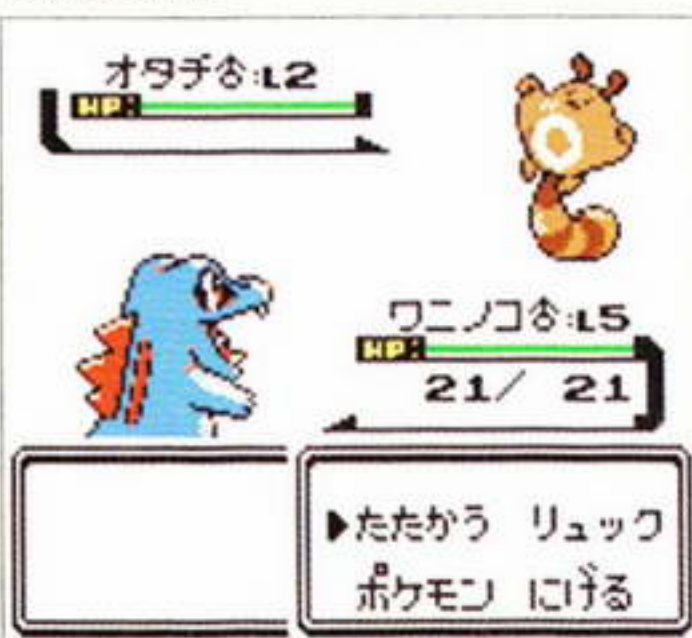 オタチ♂:L2
HP:
ワニノコ♂:L5
HP:
21/ 21
▶たたかう リュック
ポケモン にげる